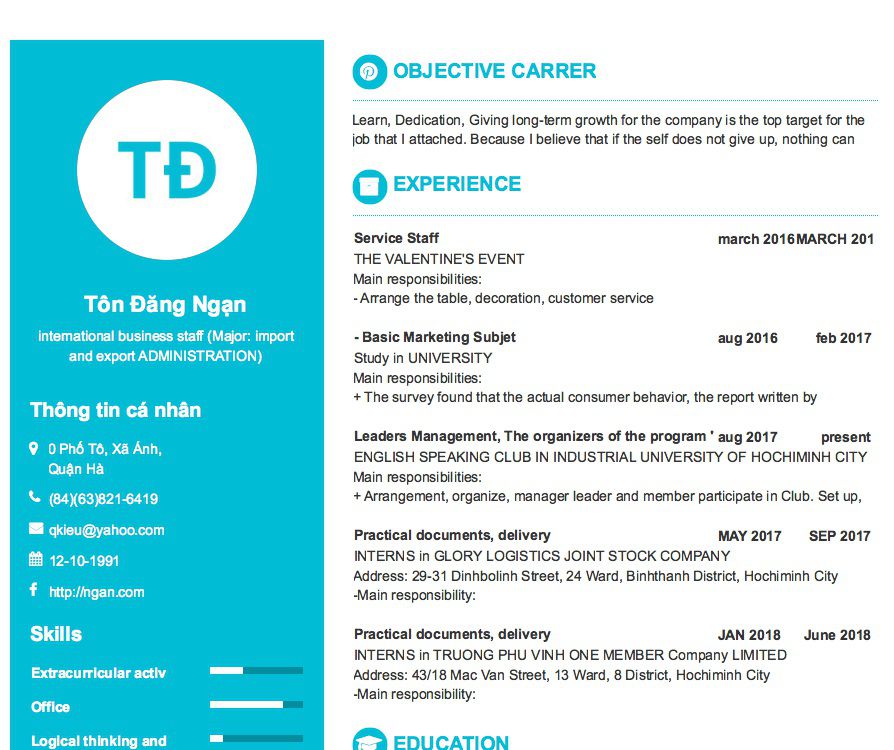 TĐ
Tôn Đăng Ngạn
international business staff (Major: import
and export ADMINISTRATION)
Thông tin cá nhân
0 Phố Tô, Xã Ánh,
Quận Hà
(84)(63)821-6419
qkieu@yahoo.com
12-10-1991
http://ngan.com
Skills
Extracurricular activ
Office
Logical thinking and
OBJECTIVE CARRER
Learn, Dedication, Giving long-term growth for the company is the top target for the
job that I attached. Because I believe that if the self does not give up, nothing can
EXPERIENCE
Service Staff march 2016 MARCH 201
THE VALENTINE'S EVENT
Main responsibilities:
- Arrange the table, decoration, customer service
- Basic Marketing Subjet aug 2016 feb 2017
Study in UNIVERSITY
Main responsibilities:
+ The survey found that the actual consumer behavior, the report written by
Leaders Management, The organizers of the program ' aug 2017 present
ENGLISH SPEAKING CLUB IN INDUSTRIAL UNIVERSITY OF HOCHIMINH CITY
Main responsibilities:
+ Arrangement, organize, manager leader and member participate in Club. Set up,
Practical documents, delivery MAY 2017 SEP 2017
INTERNS in GLORY LOGISTICS JOINT STOCK COMPANY
Address: 29-31 Dinhbolinh Street, 24 Ward, Binhthanh District, Hochiminh City
-Main responsibility:
Practical documents, delivery JAN 2018 June 2018
INTERNS in TRUONG PHU VINH ONE MEMBER Company LIMITED
Address: 43/18 Mac Van Street, 13 Ward, 8 District, Hochiminh City
-Main responsibility:
EDUCATION